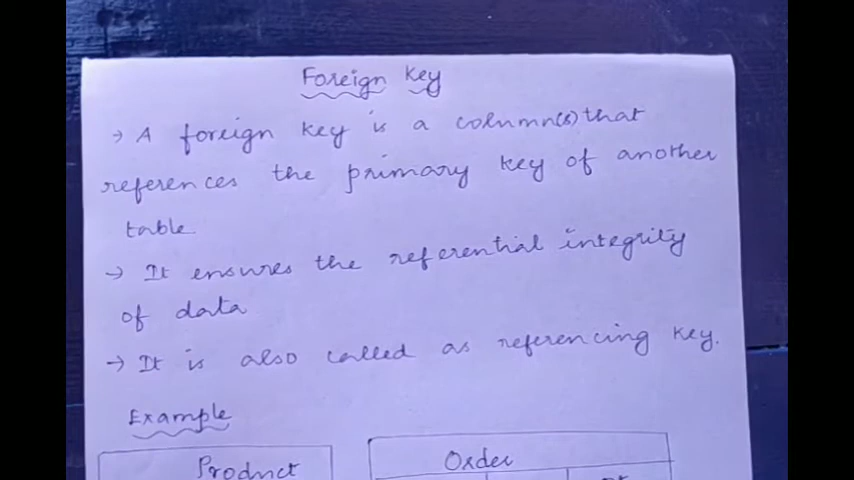 Foreign Key
→ A foreign key is a column(s) that
references the primary key of another
table
→ It ensures the referential integrity
of data
→ It is also called as referencing key.
Example
Product Order